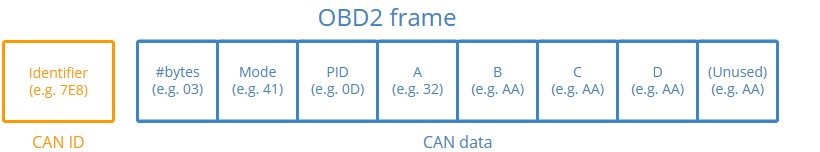 OBD2 frame
Identifier
(e.g. 7E8)
#bytes
(e.g. 03)
Mode
(e.g. 41)
PID
(e.g. 0D)
A
(e.g. 32)
B
(e.g. AA)
C
(e.g. AA)
D
(e.g. AA)
(Unused)
(e.g. AA)
CAN ID
CAN data